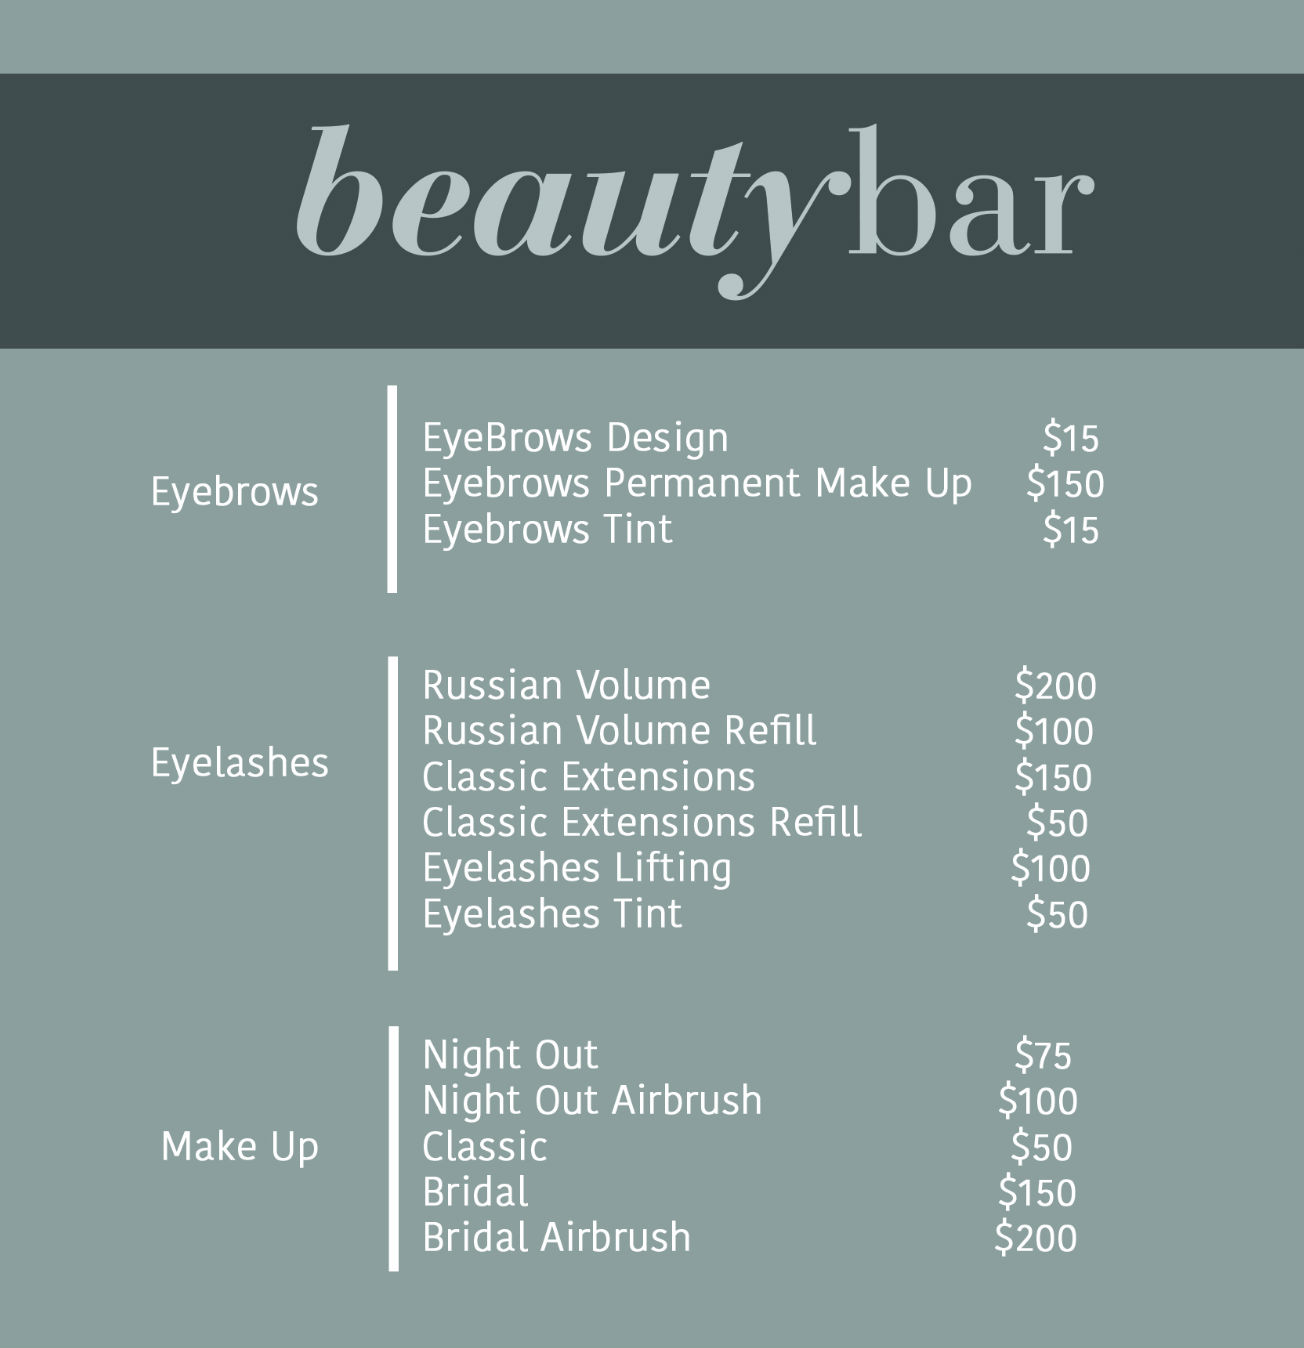 beautybar
Eyebrows
EyeBrows Design $15
Eyebrows Permanent Make Up $150
Eyebrows Tint $15
Eyelashes
Russian Volume $200
Russian Volume Refill $100
Classic Extensions $150
Classic Extensions Refill $50
Eyelashes Lifting $100
Eyelashes Tint $50
Make Up
Night Out $75
Night Out Airbrush $100
Classic $50
Bridal $150
Bridal Airbrush $200